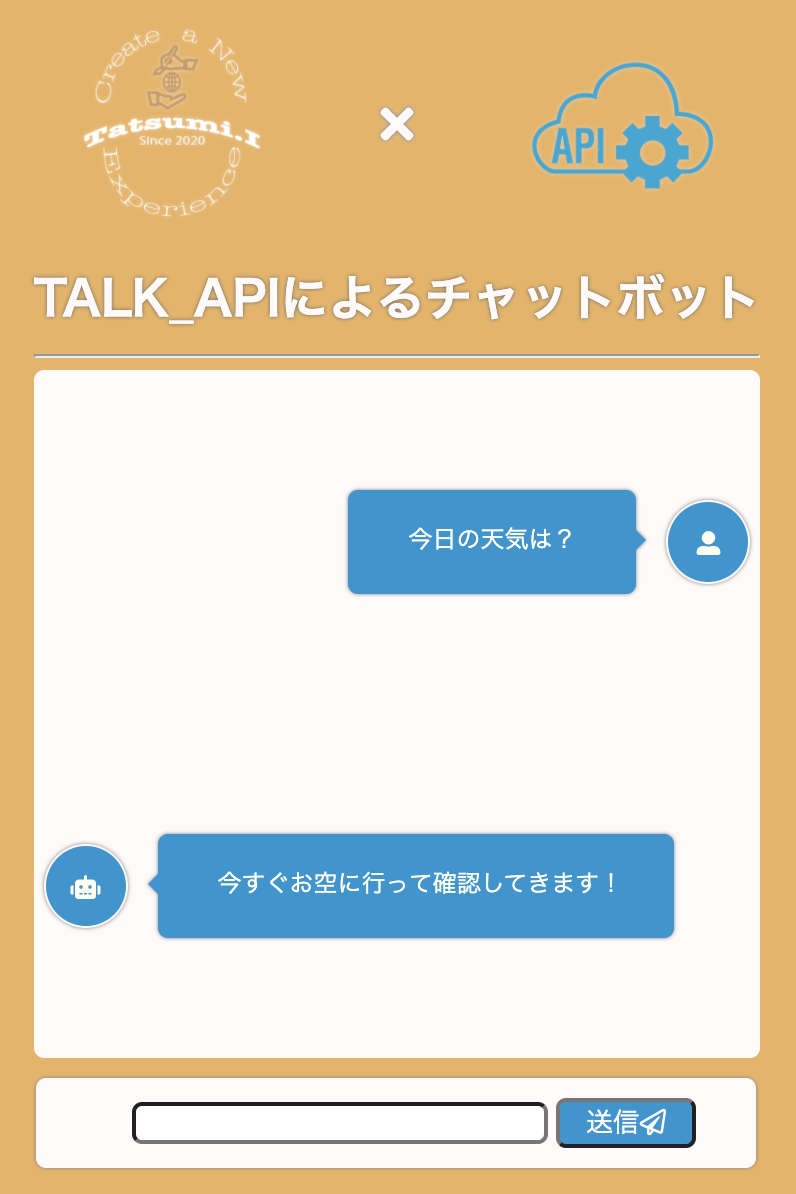 Create a New
Tatsumi.I
Since 2020
Experience
API
TALK_APIによるチャットボット
今日の天気は？
今すぐお空に行って確認してきます！
送信